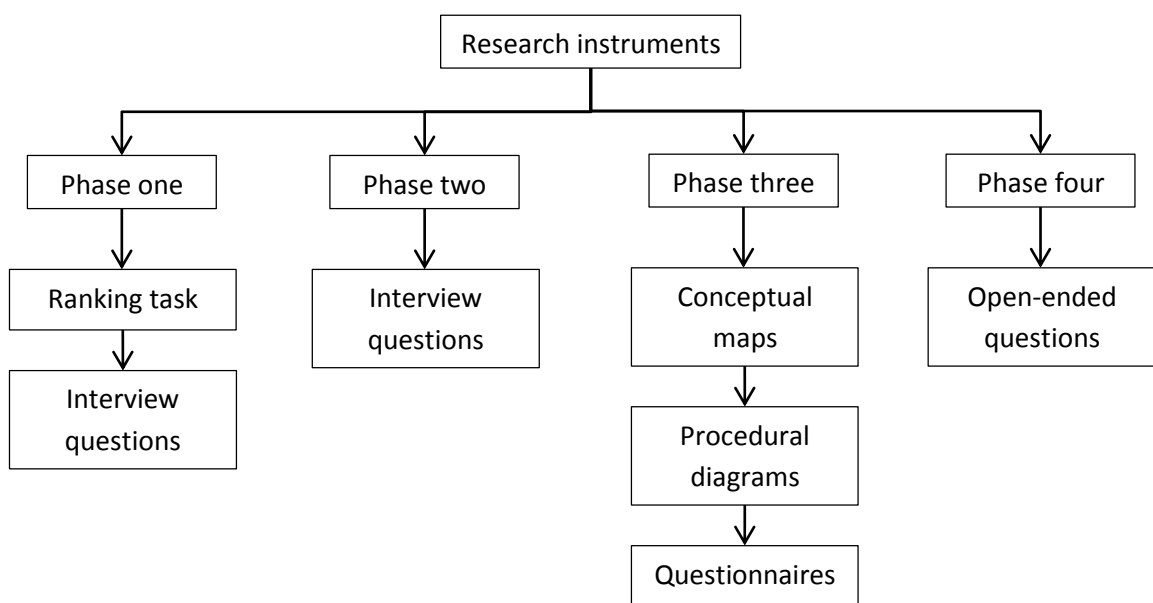 Research instruments
Phase one
Phase two
Phase three
Phase four
Ranking task
Interview
questions
Conceptual
maps
Open-ended
questions
Interview
questions
Procedural
diagrams
Questionnaires